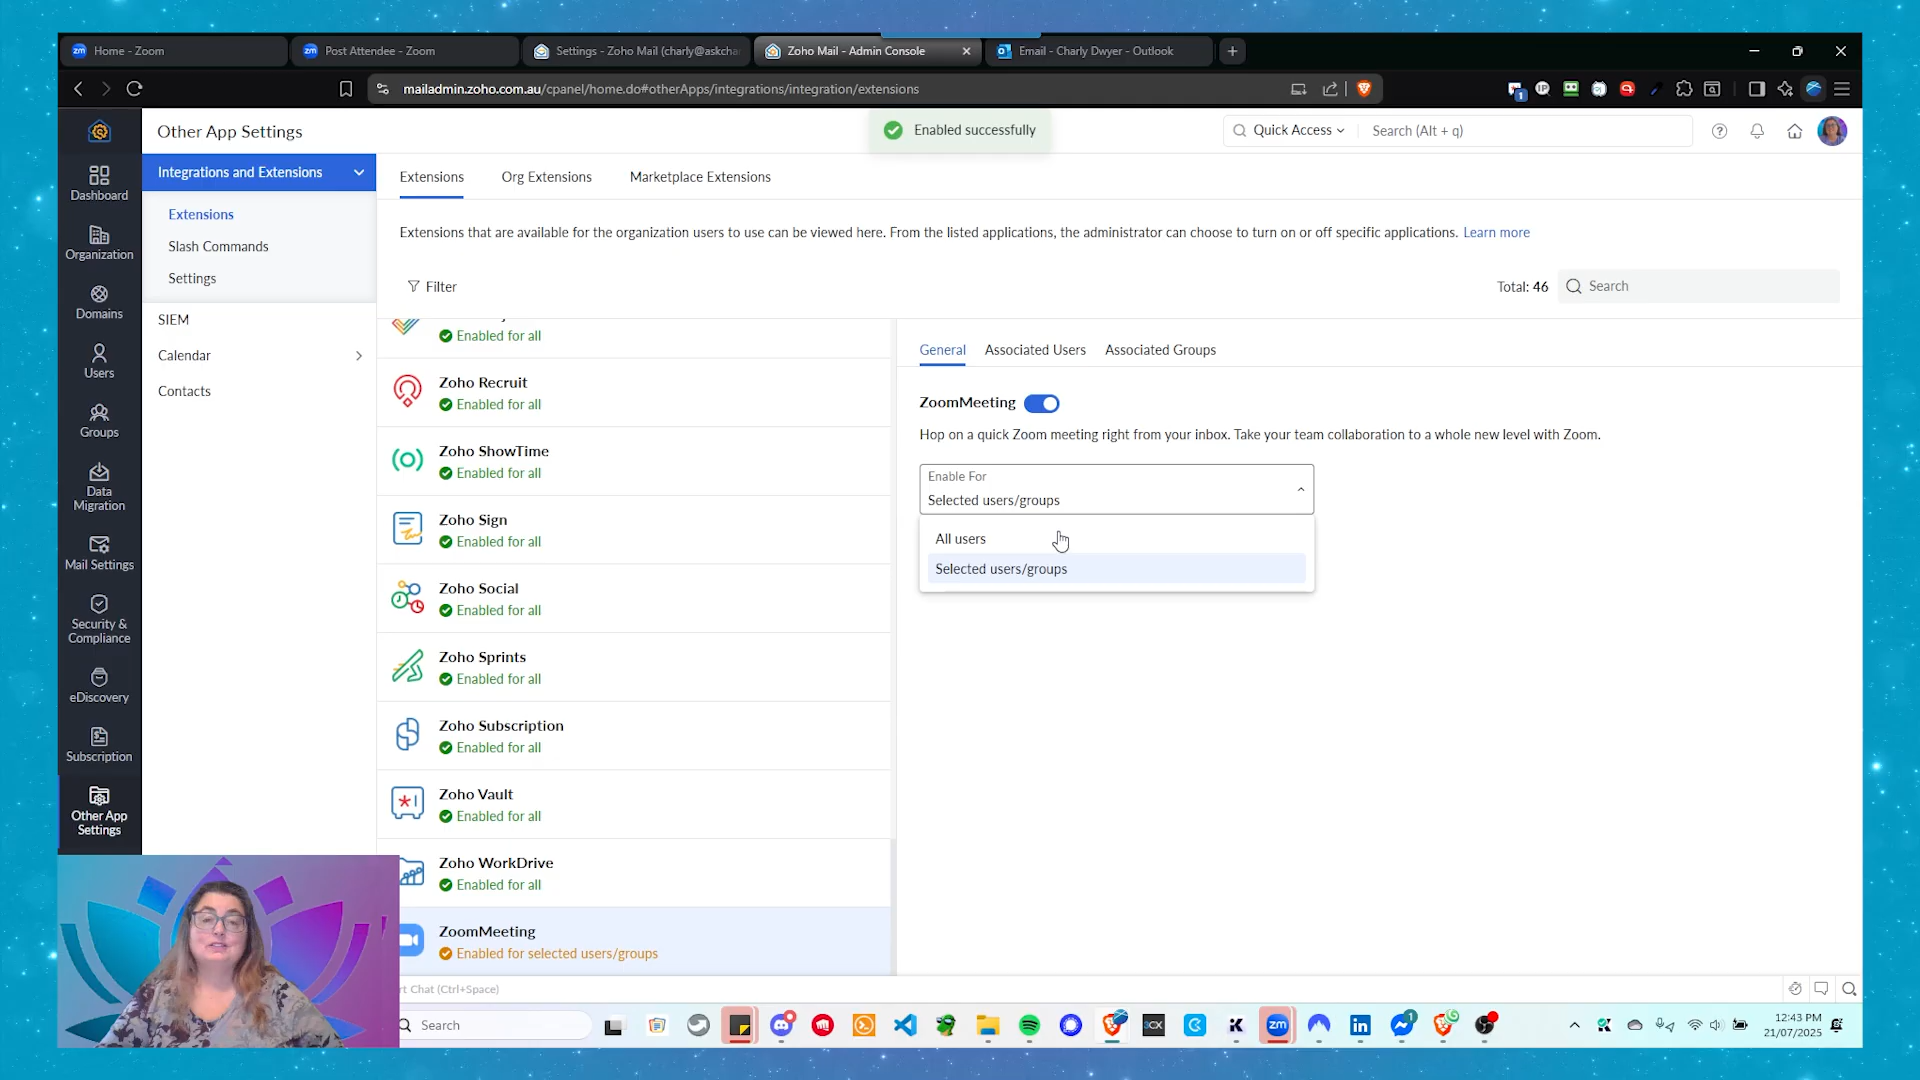 Home - Zoom
Post Attendee - Zoom
Settings - Zoho Mail (charly@askcha
Zoho Mail - Admin Console
Email - Charly Dwyer - Outlook
mailadmin.zoho.com.au/cpanel/home.do#otherApps/integrations/integration/extensions
Other App Settings
Enabled successfully
Quick Access
Search (Alt + q)
Dashboard
Organization
Domains
Users
Groups
Data
Migration
Mail Settings
Security &
Compliance
eDiscovery
Subscription
Other App
Settings
Integrations and Extensions
Extensions
Slash Commands
Settings
SIEM
Calendar
Contacts
Extensions
Org Extensions
Marketplace Extensions
Extensions that are available for the organization users to use can be viewed here. From the listed applications, the administrator can choose to turn on or off specific applications. Learn more
Filter
Total: 46
Search
Enabled for all
Zoho Recruit
Enabled for all
Zoho ShowTime
Enabled for all
Zoho Sign
Enabled for all
Zoho Social
Enabled for all
Zoho Sprints
Enabled for all
Zoho Subscription
Enabled for all
Zoho Vault
Enabled for all
Zoho WorkDrive
Enabled for all
ZoomMeeting
Enabled for selected users/groups
General
Associated Users
Associated Groups
ZoomMeeting
Hop on a quick Zoom meeting right from your inbox. Take your team collaboration to a whole new level with Zoom.
Enable For
Selected users/groups
All users
Selected users/groups
rt Chat (Ctrl+Space)
Search
12:43 PM
21/07/2025